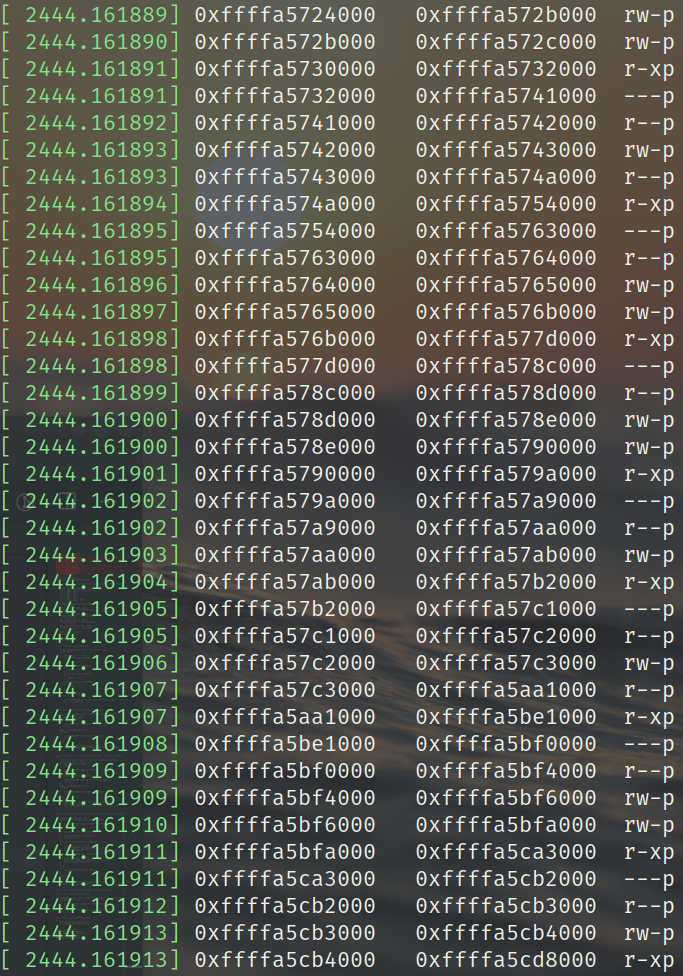 [ 2444.161889] 0xffffa5724000   0xffffa572b000  rw-p
[ 2444.161890] 0xffffa572b000   0xffffa572c000  rw-p
[ 2444.161891] 0xffffa5730000   0xffffa5732000  r-xp
[ 2444.161891] 0xffffa5732000   0xffffa5741000  ---p
[ 2444.161892] 0xffffa5741000   0xffffa5742000  r--p
[ 2444.161893] 0xffffa5742000   0xffffa5743000  rw-p
[ 2444.161893] 0xffffa5743000   0xffffa574a000  r--p
[ 2444.161894] 0xffffa574a000   0xffffa5754000  r-xp
[ 2444.161895] 0xffffa5754000   0xffffa5763000  ---p
[ 2444.161895] 0xffffa5763000   0xffffa5764000  r--p
[ 2444.161896] 0xffffa5764000   0xffffa5765000  rw-p
[ 2444.161897] 0xffffa5765000   0xffffa576b000  rw-p
[ 2444.161898] 0xffffa576b000   0xffffa577d000  r-xp
[ 2444.161898] 0xffffa577d000   0xffffa578c000  ---p
[ 2444.161899] 0xffffa578c000   0xffffa578d000  r--p
[ 2444.161900] 0xffffa578d000   0xffffa578e000  rw-p
[ 2444.161900] 0xffffa578e000   0xffffa5790000  rw-p
[ 2444.161901] 0xffffa5790000   0xffffa579a000  r-xp
[ 2444.161902] 0xffffa579a000   0xffffa57a9000  ---p
[ 2444.161902] 0xffffa57a9000   0xffffa57aa000  r--p
[ 2444.161903] 0xffffa57aa000   0xffffa57ab000  rw-p
[ 2444.161904] 0xffffa57ab000   0xffffa57b2000  r-xp
[ 2444.161905] 0xffffa57b2000   0xffffa57c1000  ---p
[ 2444.161905] 0xffffa57c1000   0xffffa57c2000  r--p
[ 2444.161906] 0xffffa57c2000   0xffffa57c3000  rw-p
[ 2444.161907] 0xffffa57c3000   0xffffa5aa1000  r--p
[ 2444.161907] 0xffffa5aa1000   0xffffa5be1000  r-xp
[ 2444.161908] 0xffffa5be1000   0xffffa5bf0000  ---p
[ 2444.161909] 0xffffa5bf0000   0xffffa5bf4000  r--p
[ 2444.161909] 0xffffa5bf4000   0xffffa5bf6000  rw-p
[ 2444.161910] 0xffffa5bf6000   0xffffa5bfa000  rw-p
[ 2444.161911] 0xffffa5bfa000   0xffffa5ca3000  r-xp
[ 2444.161911] 0xffffa5ca3000   0xffffa5cb2000  ---p
[ 2444.161912] 0xffffa5cb2000   0xffffa5cb3000  r--p
[ 2444.161913] 0xffffa5cb3000   0xffffa5cb4000  rw-p
[ 2444.161913] 0xffffa5cb4000   0xffffa5cd8000  r-xp